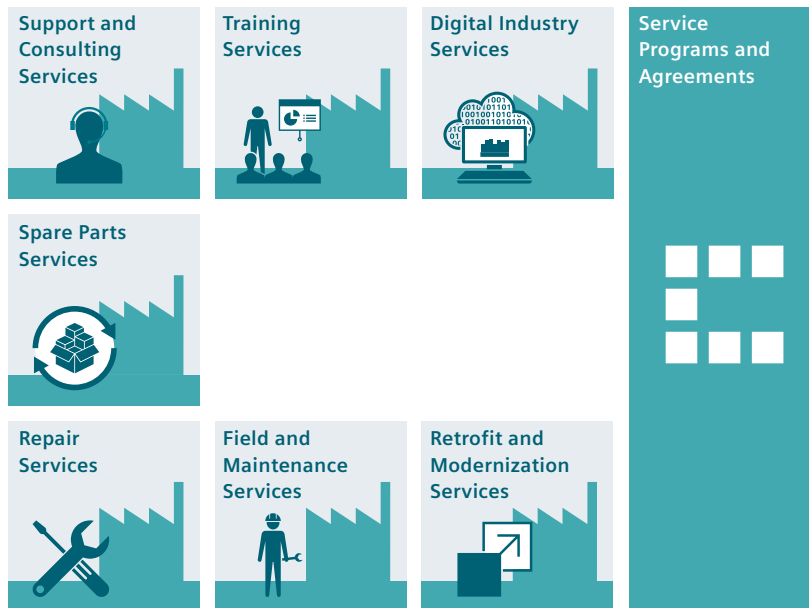 Support and
Consulting
Services
Training
Services
Digital Industry
Services
Service
Programs and
Agreements
Spare Parts
Services
Repair
Services
Field and
Maintenance
Services
Retrofit and
Modernization
Services